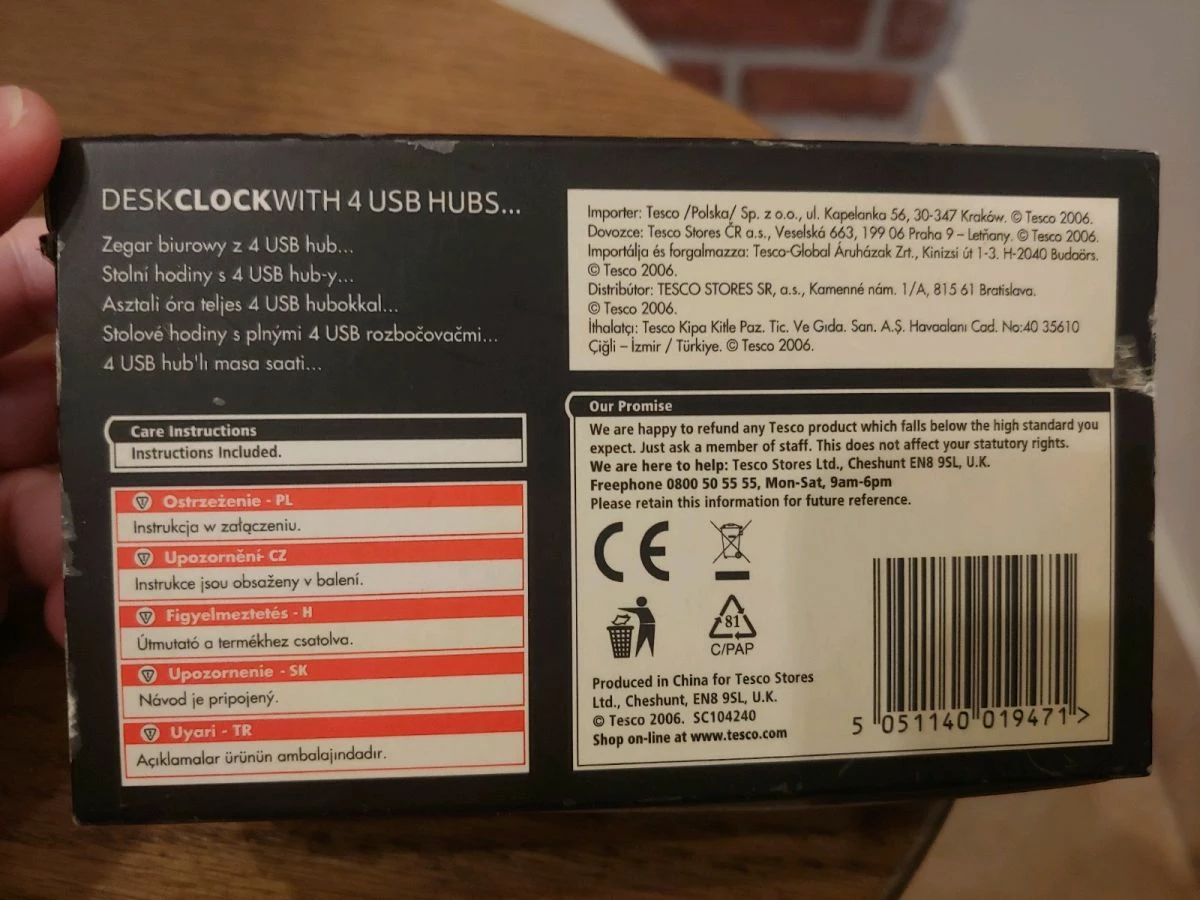 DESKCLOCKWITH 4 USB HUBS...
Zegar biurowy z 4 USB hub...
Stolní hodiny s 4 USB hub-y...
Asztali óra teljes 4 USB hubokkal...
Stolové hodiny s plnými 4 USB rozbočovačmi...
4 USB hub'lı masa saati...
Care Instructions
Instructions Included.
Ostrzeżenie - PL
Instrukcja w załączeniu.
Upozornění- CZ
Instrukce jsou obsaženy v balení.
Figyelmeztetés - H
Útmutató a termékhez csatolva.
Upozornenie - SK
Návod je pripojený.
Uyari - TR
Açıklamalar ürünün ambalajındadır.
Importer: Tesco /Polska/ Sp. z o.o., ul. Kapelanka 56, 30-347 Kraków. © Tesco 2006.
Dovozce: Tesco Stores ČR a.s., Veselská 663, 199 06 Praha 9 – Letňany. © Tesco 2006.
Importálja és forgalmazza: Tesco-Global Áruházak Zrt., Kinizsi út 1-3. H-2040 Budaörs.
© Tesco 2006.
Distribútor: TESCO STORES SR, a.s., Kamenné nám. 1/A, 815 61 Bratislava.
© Tesco 2006.
İthalatçı: Tesco Kipa Kitle Paz. Tic. Ve Gıda. San. A.Ş. Havaalanı Cad. No:40 35610
Çiğli – İzmir / Türkiye. © Tesco 2006.
Our Promise
We are happy to refund any Tesco product which falls below the high standard you
expect. Just ask a member of staff. This does not affect your statutory rights.
We are here to help: Tesco Stores Ltd., Cheshunt EN8 9SL, U.K.
Freephone 0800 50 55 55, Mon-Sat, 9am-6pm
Please retain this information for future reference.
CE
81
C/PAP
Produced in China for Tesco Stores
Ltd., Cheshunt, EN8 9SL, U.K.
© Tesco 2006. SC104240
Shop on-line at www.tesco.com
5 051140 019471 >